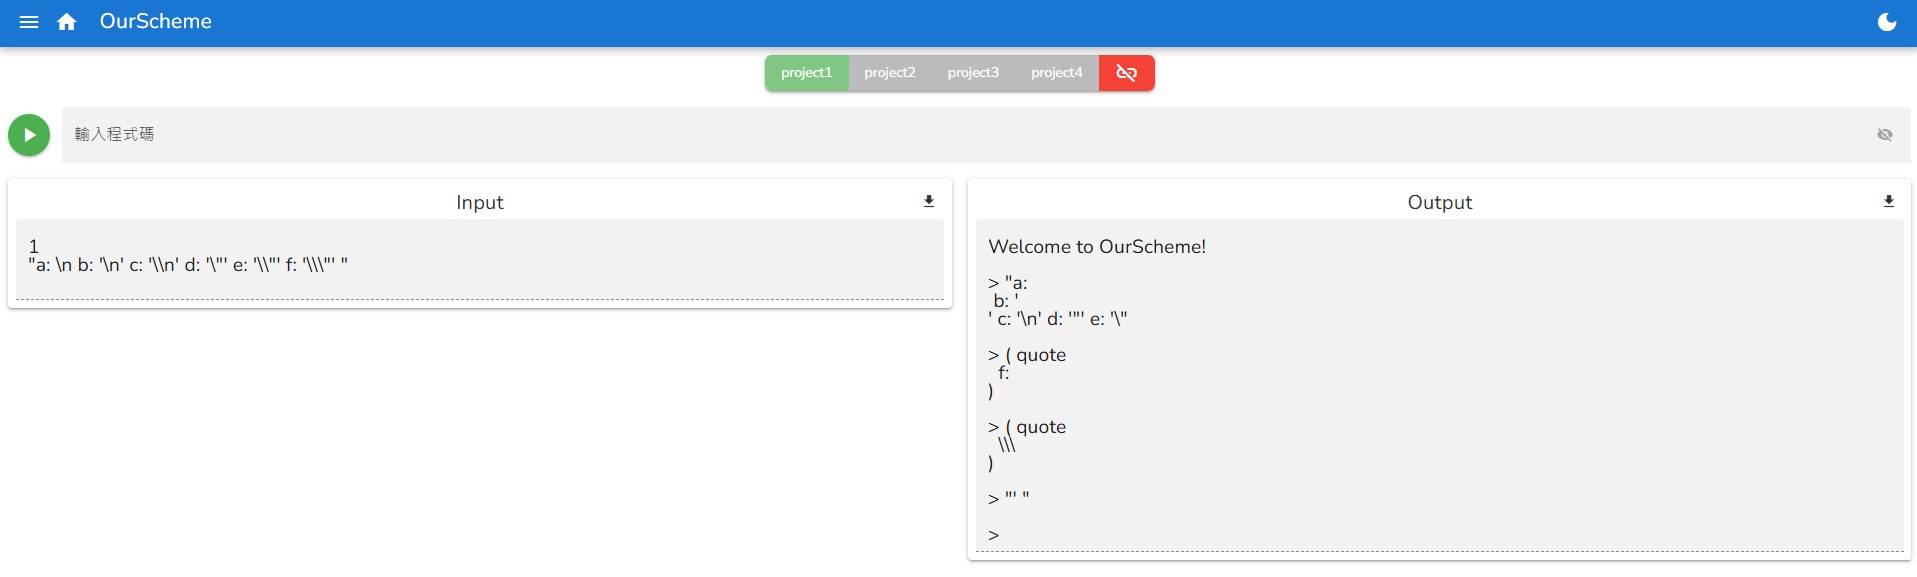 OurScheme
project1 project2 project3 project4
輸入程式碼
Input
1
"a: \n b: '\n' c: '\\n' d: '\"' e: '\\"' f: '\\\"' "
Output
Welcome to OurScheme!
> "a:
b: '
' c: '\n' d: '"' e: '\"
> ( quote
f:
)
> ( quote
\\\
)
> "' "
>